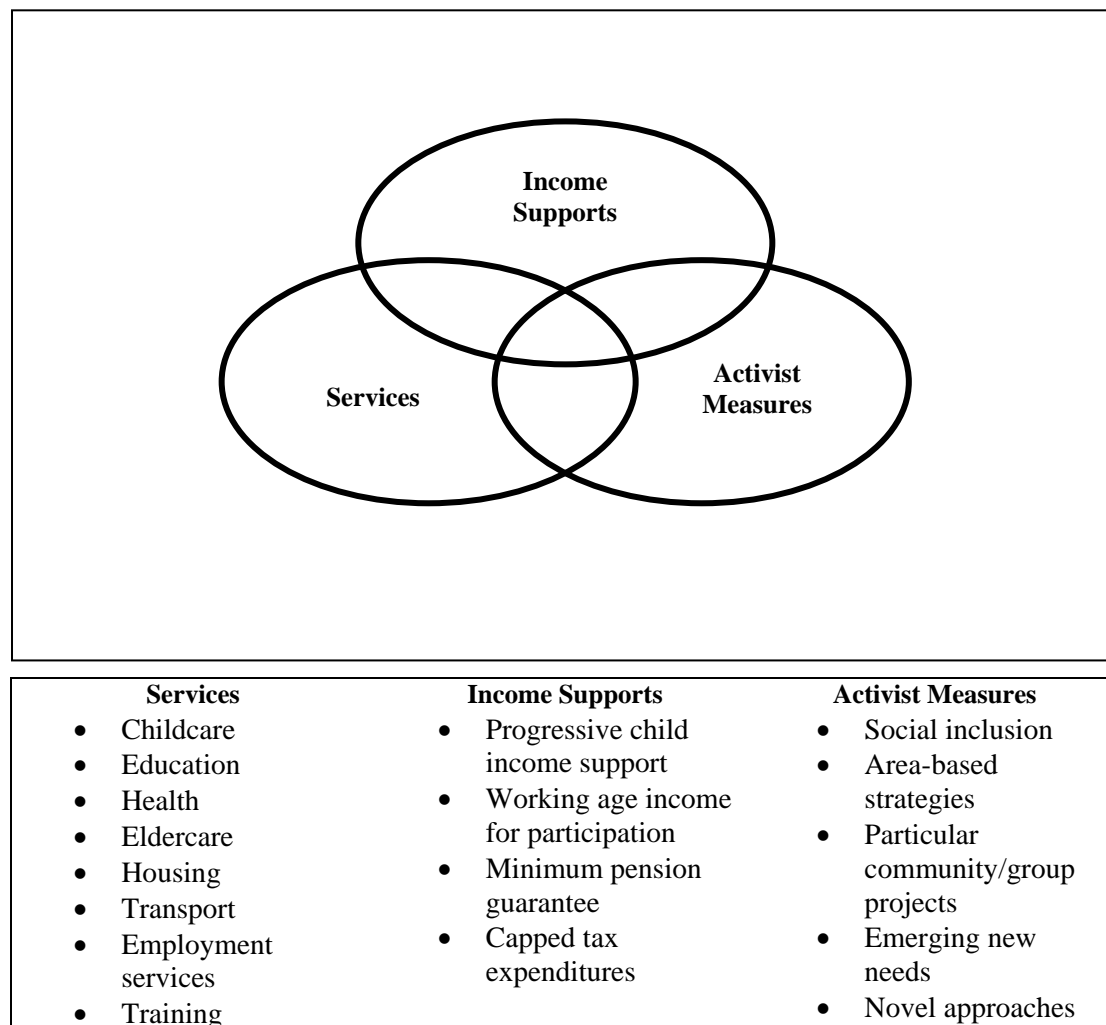 Income
Supports
Services
Activist
Measures
Services
• Childcare
• Education
• Health
• Eldercare
• Housing
• Transport
• Employment
services
• Training
Income Supports
• Progressive child
income support
• Working age income
for participation
• Minimum pension
guarantee
• Capped tax
expenditures
Activist Measures
• Social inclusion
• Area-based
strategies
• Particular
community/group
projects
• Emerging new
needs
• Novel approaches